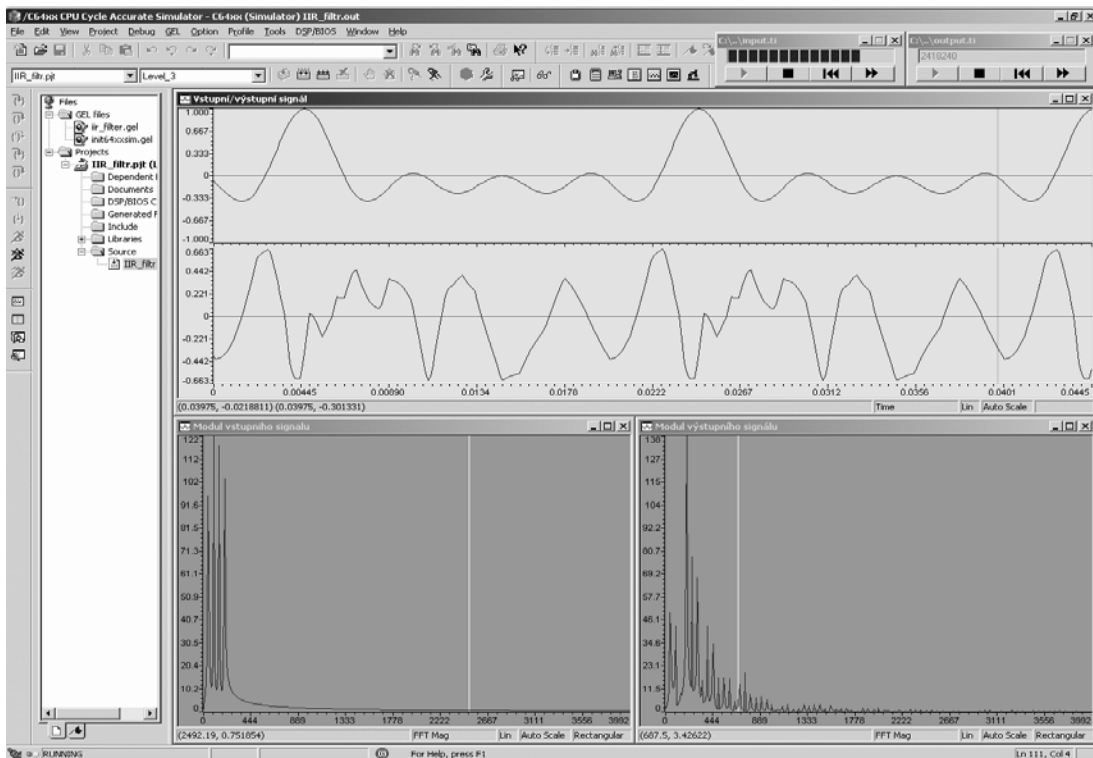 /C64xx CPU Cycle Accurate Simulator - C64xx (Simulator) IIR_filtr.out
File Edit View Project Debug GEL Option Profile Tools DSP/BIOS Window Help
C:\...\input.ti
C:\...\output.ti
2418240
IIR_filtr.pjt
Level_3
Files
GEL files
iir_filter.gel
init64xxsim.gel
Projects
IIR_filtr.pjt (L
Dependent I
Documents
DSP/BIOS C
Generated F
Include
Libraries
Source
IIR_filtr
Vstupní/výstupní signál
1.000
0.667
0.333
0
-0.333
-0.667
-1.000
0.663
0.442
0.221
0
-0.221
-0.442
-0.663
0 0.00445 0.00890 0.0134 0.0178 0.0222 0.0267 0.0312 0.0356 0.0401 0.0445
(0.03975, -0.0218811) (0.03975, -0.301331)
Time Lin Auto Scale
Modul vstupního signalu
122
112
102
91.6
81.5
71.3
61.1
50.9
40.7
30.5
20.4
10.2
0
0 444 889 1333 1778 2222 2667 3111 3556 3992
(2492.19, 0.751854) FFT Mag Lin Auto Scale Rectangular
Modul výstupního signálu
138
127
115
104
92.2
80.7
69.2
57.7
46.1
34.6
23.1
11.5
0
0 444 889 1333 1778 2222 2667 3111 3556 3992
(687.5, 3.42622) FFT Mag Lin Auto Scale Rectangular
RUNNING
For Help, press F1
Ln 111, Col 4